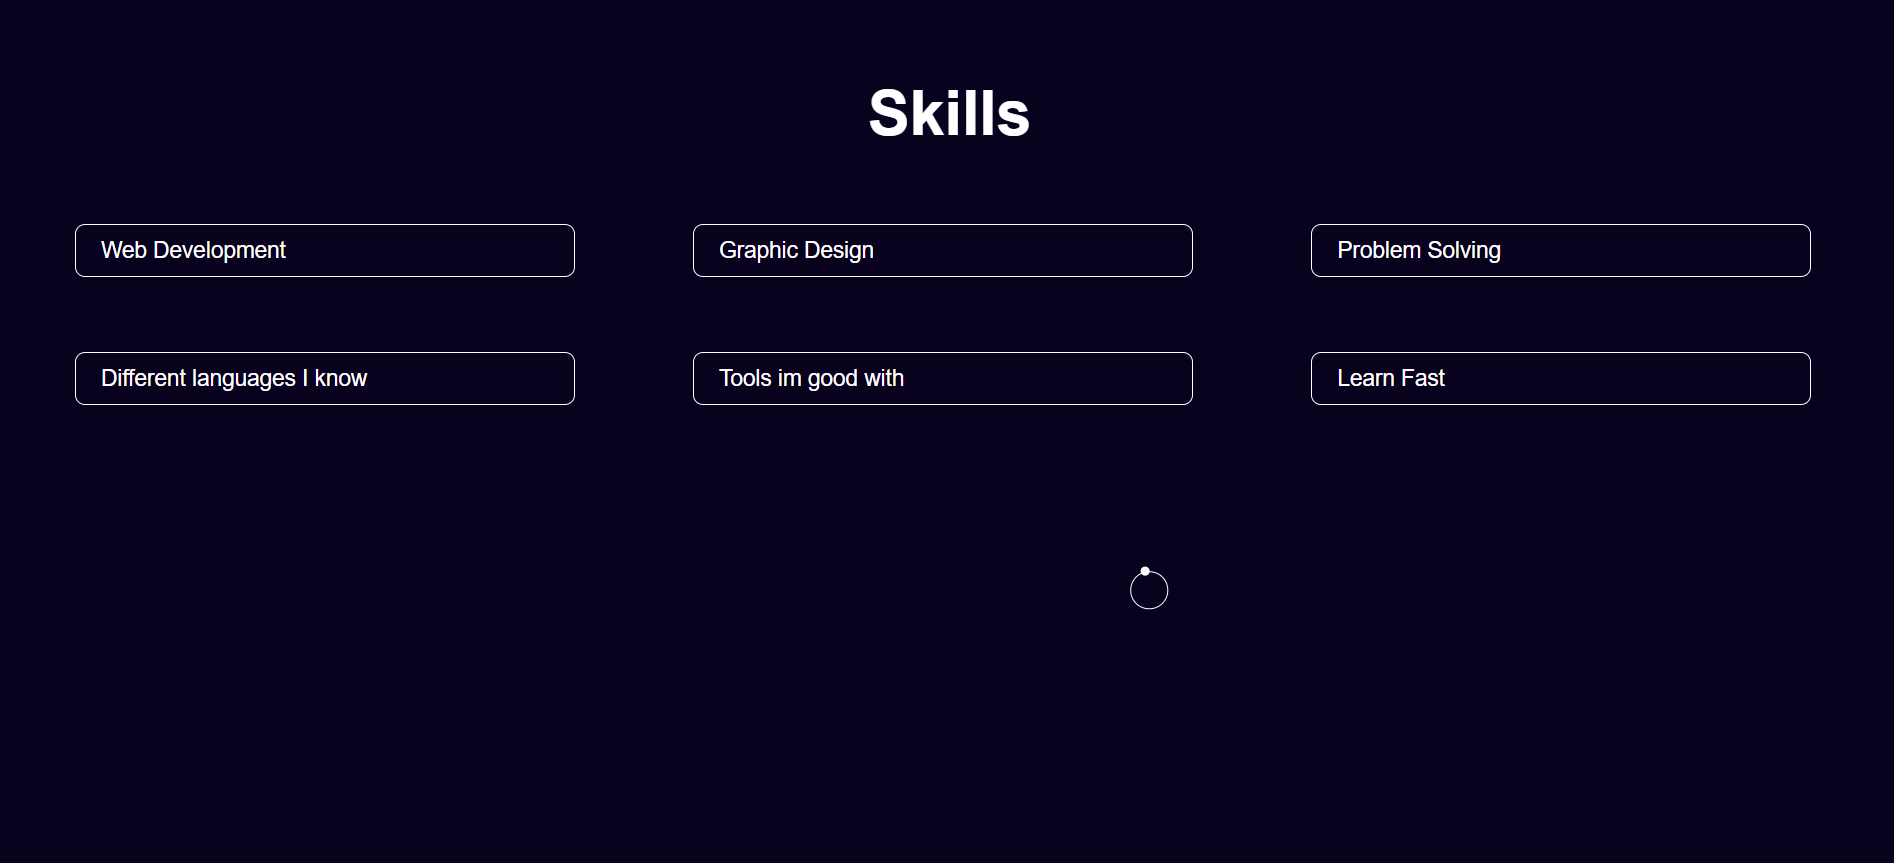 Skills
Web Development
Graphic Design
Problem Solving
Different languages I know
Tools im good with
Learn Fast